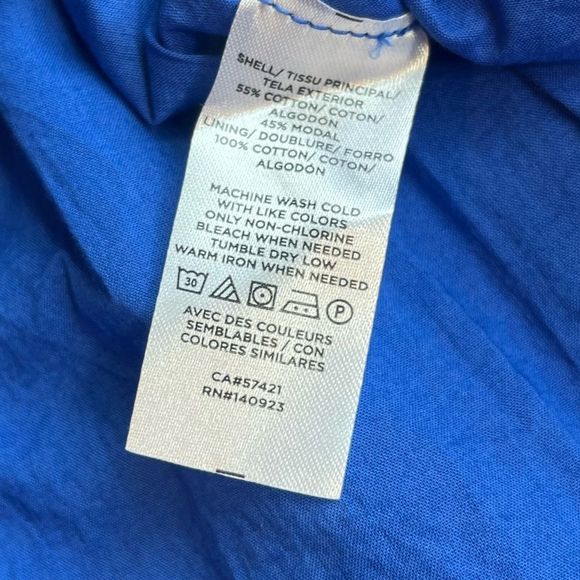 SHELL/ TISSU PRINCIPAL/
TELA EXTERIOR
55% COTTON/ COTON/
ALGODÓN
45% MODAL
LINING/ DOUBLURE/ FORRO
100% COTTON/ COTON/
ALGODÓN
MACHINE WASH COLD
WITH LIKE COLORS
ONLY NON-CHLORINE
BLEACH WHEN NEEDED
TUMBLE DRY LOW
WARM IRON WHEN NEEDED
30 P
AVEC DES COULEURS
SEMBLABLES / CON
COLORES SIMILARES
CA#57421
RN#140923